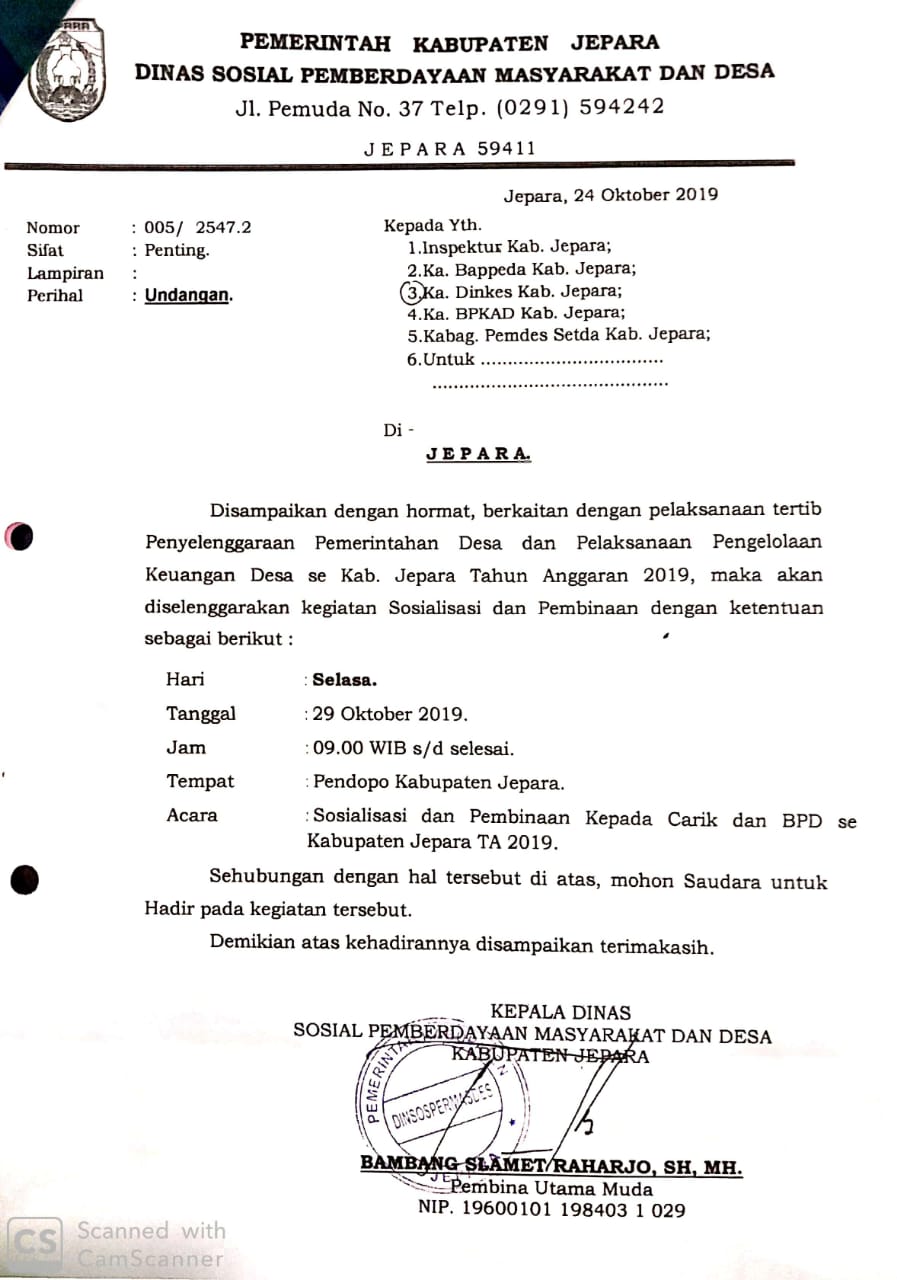 PEMERINTAH KABUPATEN JEPARA
DINAS SOSIAL PEMBERDAYAAN MASYARAKAT DAN DESA
Jl. Pemuda No. 37 Telp. (0291) 594242
JEPARA 59411
Jepara, 24 Oktober 2019
Nomor : 005/ 2547.2
Sifat : Penting.
Lampiran :
Perihal : Undangan.
Kepada Yth.
1.Inspektur Kab. Jepara;
2.Ka. Bappeda Kab. Jepara;
3.Ka. Dinkes Kab. Jepara;
4.Ka. BPKAD Kab. Jepara;
5.Kabag. Pemdes Setda Kab. Jepara;
6.Untuk ..................................
.............................................
Di -
JEPARA.
Disampaikan dengan hormat, berkaitan dengan pelaksanaan tertib
Penyelenggaraan Pemerintahan Desa dan Pelaksanaan Pengelolaan
Keuangan Desa se Kab. Jepara Tahun Anggaran 2019, maka akan
diselenggarakan kegiatan Sosialisasi dan Pembinaan dengan ketentuan
sebagai berikut :
Hari : Selasa.
Tanggal : 29 Oktober 2019.
Jam : 09.00 WIB s/d selesai.
Tempat : Pendopo Kabupaten Jepara.
Acara : Sosialisasi dan Pembinaan Kepada Carik dan BPD se
Kabupaten Jepara TA 2019.
Sehubungan dengan hal tersebut di atas, mohon Saudara untuk
Hadir pada kegiatan tersebut.
Demikian atas kehadirannya disampaikan terimakasih.
KEPALA DINAS
SOSIAL PEMBERDAYAAN MASYARAKAT DAN DESA
KABUPATEN JEPARA
DINSOSPERMASDES
BAMBANG SLAMET RAHARJO, SH, MH.
Pembina Utama Muda
NIP. 19600101 198403 1 029
CS Scanned with
CamScanner